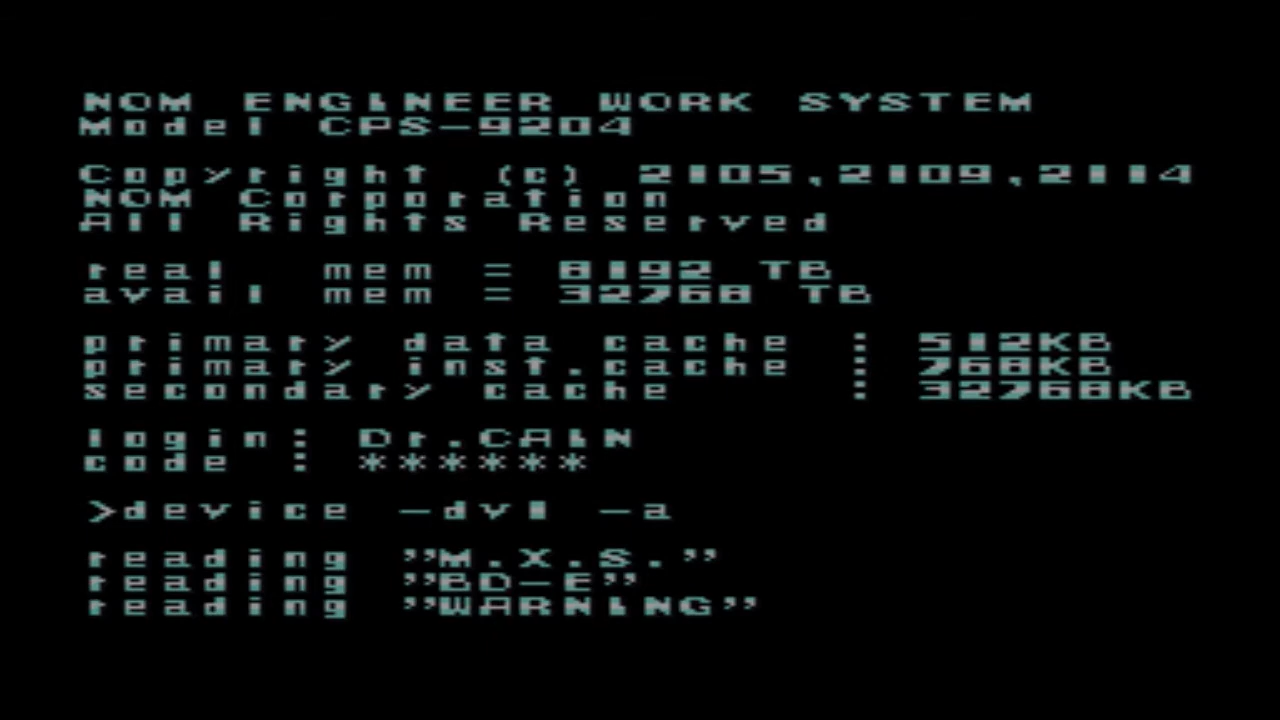 NOM ENGINEER WORK SYSTEM
Model CPS-9204
Copyright (c) 2105,2109,2114
NOM Corporation
All Rights Reserved
real mem = 8192 TB
avail mem = 32768 TB
primary data cache : 512KB
primary inst.cache : 768KB
secondary cache : 32768KB
login: Dr.CAIN
code : ******
>device -dvl -a
reading "M.X.S."
reading "BD-E"
reading "WARNING"